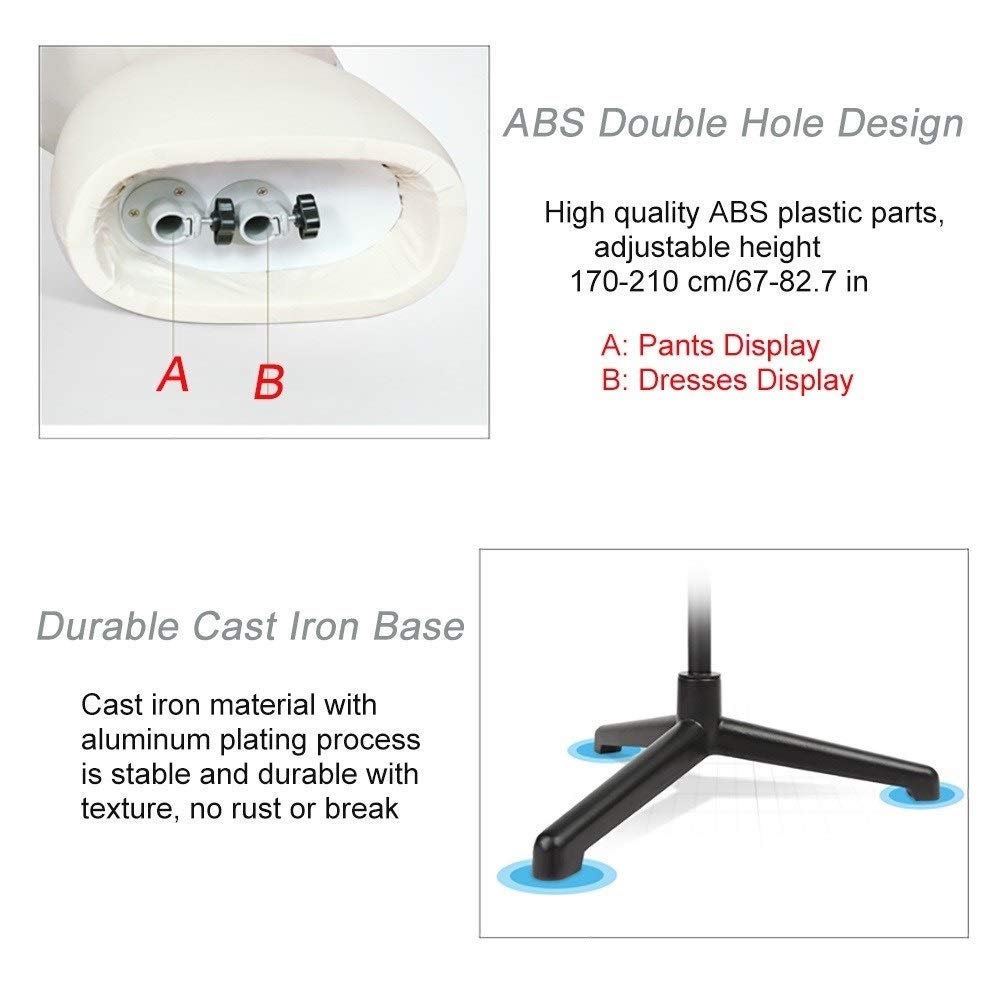 ABS Double Hole Design
High quality ABS plastic parts,
adjustable height
170-210 cm/67-82.7 in
A: Pants Display
B: Dresses Display
A
B
Durable Cast Iron Base
Cast iron material with
aluminum plating process
is stable and durable with
texture, no rust or break